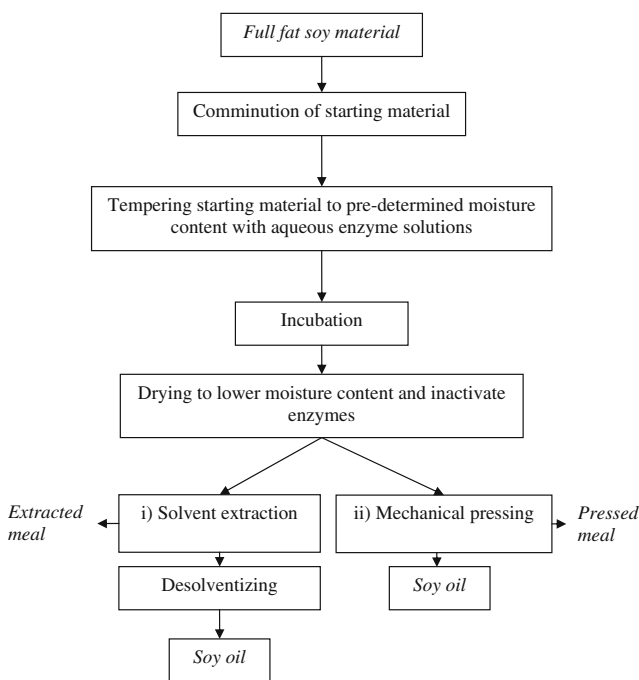 Full fat soy material
Comminution of starting material
Tempering starting material to pre-determined moisture
content with aqueous enzyme solutions
Incubation
Drying to lower moisture content and inactivate
enzymes
Extracted
meal
i) Solvent extraction
ii) Mechanical pressing
Pressed
meal
Desolventizing
Soy oil
Soy oil